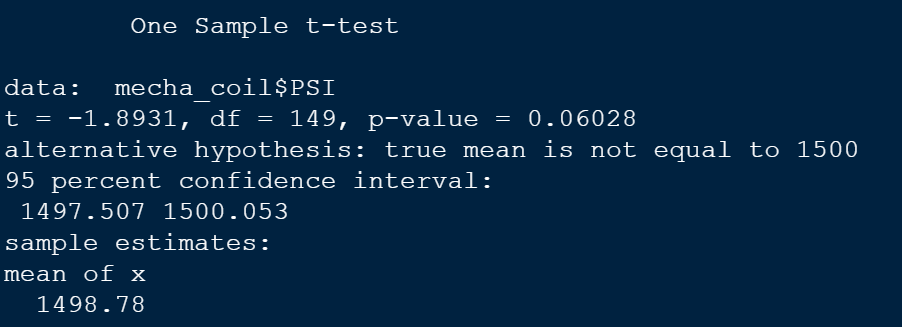 One Sample t-test
data: mecha_coil$PSI
t = -1.8931, df = 149, p-value = 0.06028
alternative hypothesis: true mean is not equal to 1500
95 percent confidence interval:
1497.507 1500.053
sample estimates:
mean of x
1498.78